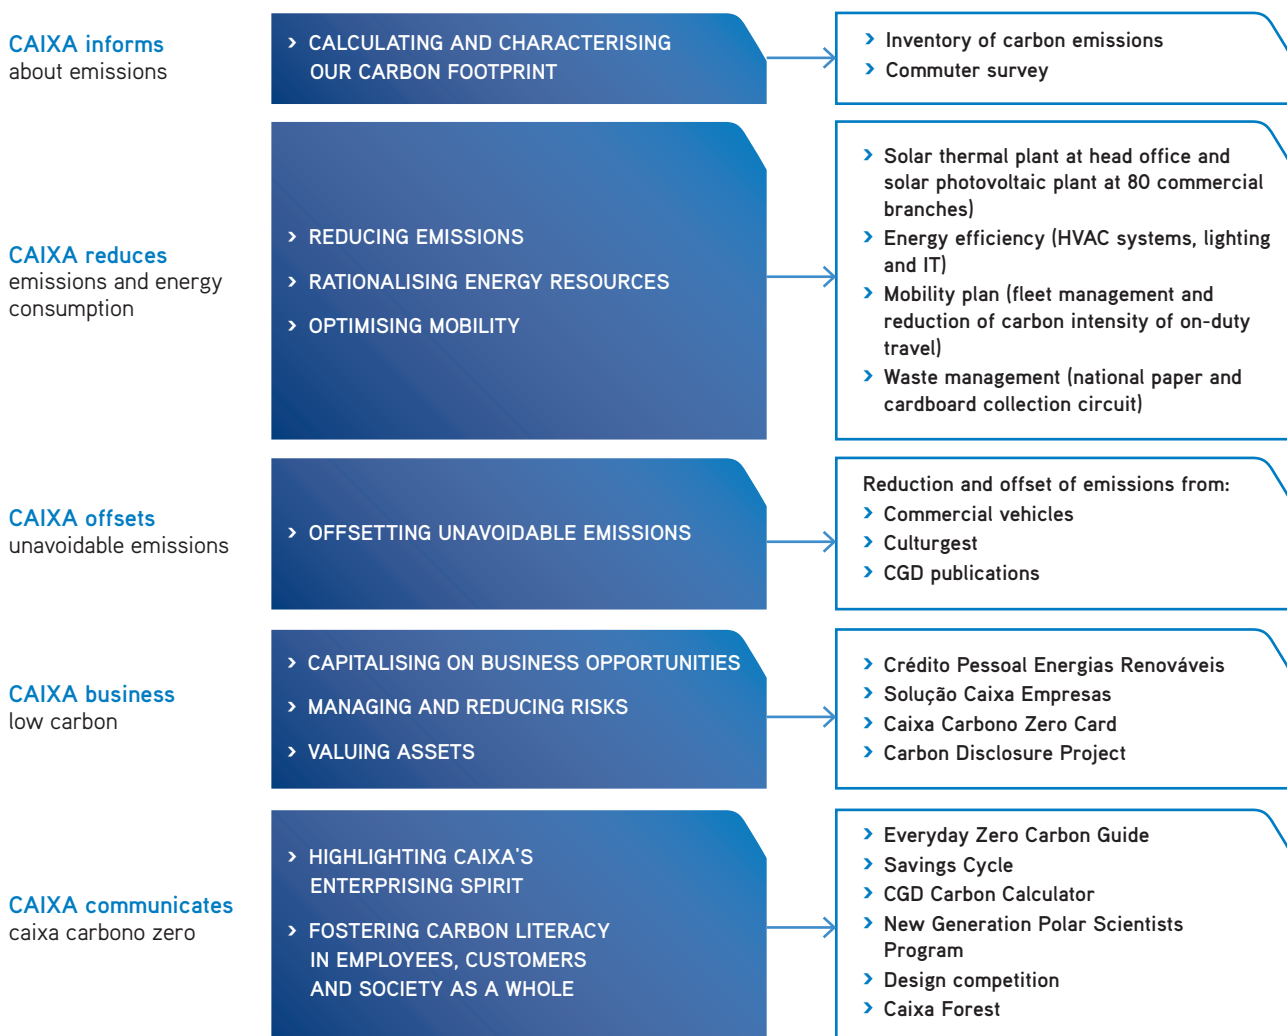 CAIXA informs
about emissions
› CALCULATING AND CHARACTERISING
OUR CARBON FOOTPRINT
› Inventory of carbon emissions
› Commuter survey
CAIXA reduces
emissions and energy
consumption
› REDUCING EMISSIONS
› RATIONALISING ENERGY RESOURCES
› OPTIMISING MOBILITY
› Solar thermal plant at head office and
solar photovoltaic plant at 80 commercial
branches)
› Energy efficiency (HVAC systems, lighting
and IT)
› Mobility plan (fleet management and
reduction of carbon intensity of on-duty
travel)
› Waste management (national paper and
cardboard collection circuit)
CAIXA offsets
unavoidable emissions
› OFFSETTING UNAVOIDABLE EMISSIONS
Reduction and offset of emissions from:
› Commercial vehicles
› Culturgest
› CGD publications
CAIXA business
low carbon
› CAPITALISING ON BUSINESS OPPORTUNITIES
› MANAGING AND REDUCING RISKS
› VALUING ASSETS
› Crédito Pessoal Energias Renováveis
› Solução Caixa Empresas
› Caixa Carbono Zero Card
› Carbon Disclosure Project
CAIXA communicates
caixa carbono zero
› HIGHLIGHTING CAIXA'S
ENTERPRISING SPIRIT
› FOSTERING CARBON LITERACY
IN EMPLOYEES, CUSTOMERS
AND SOCIETY AS A WHOLE
› Everyday Zero Carbon Guide
› Savings Cycle
› CGD Carbon Calculator
› New Generation Polar Scientists
Program
› Design competition
› Caixa Forest